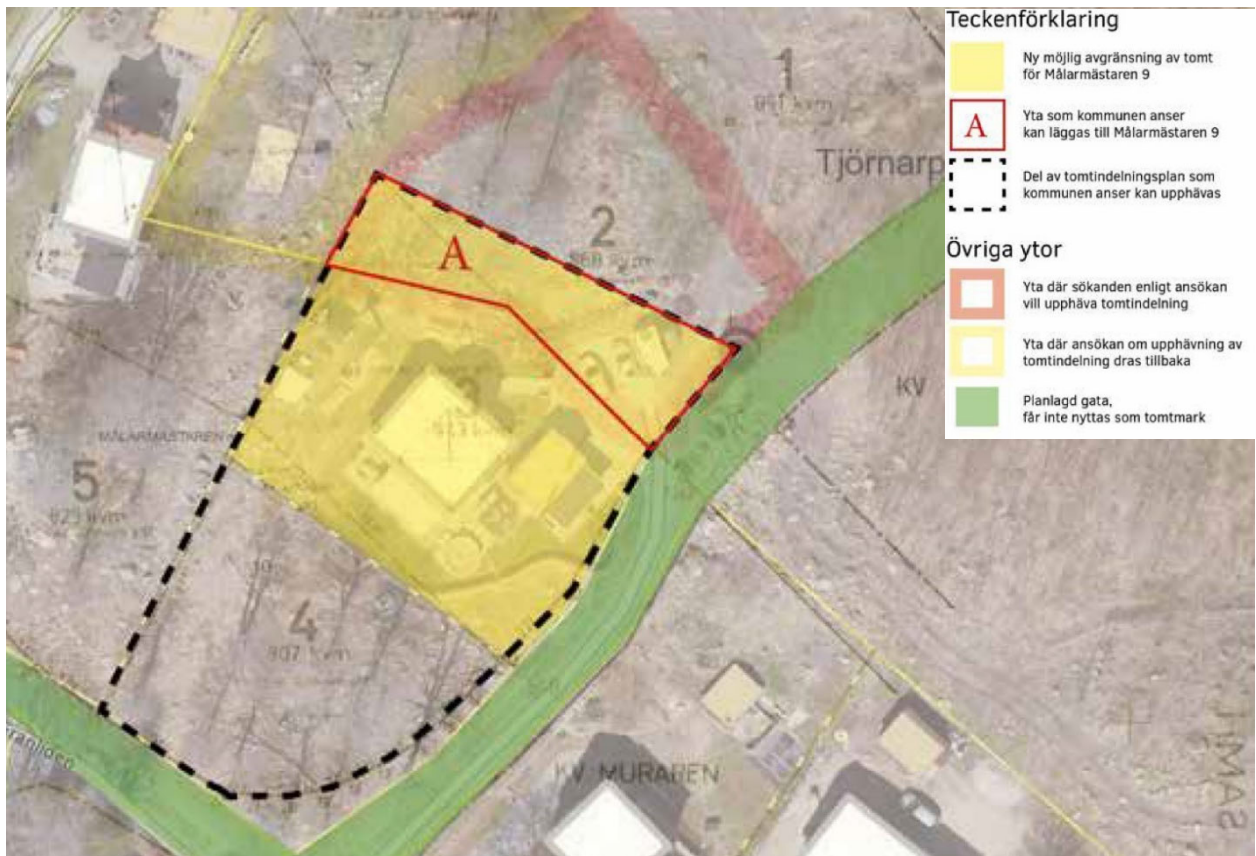 Teckenförklaring
Ny möjlig avgränsning av tomt
för Målarmästaren 9
A
Yta som kommunen anser
kan läggas till Målarmästaren 9
Del av tomtindelningsplan som
kommunen anser kan upphävas
Övriga ytor
Yta där sökanden enligt ansökan
vill upphäva tomtindelning
Yta där ansökan om upphävning av
tomtindelning dras tillbaka
Planlagd gata,
får inte nyttas som tomtmark
1
Tjörnarp
2
A
KV
5
4
907 kvm
KV MURAREN